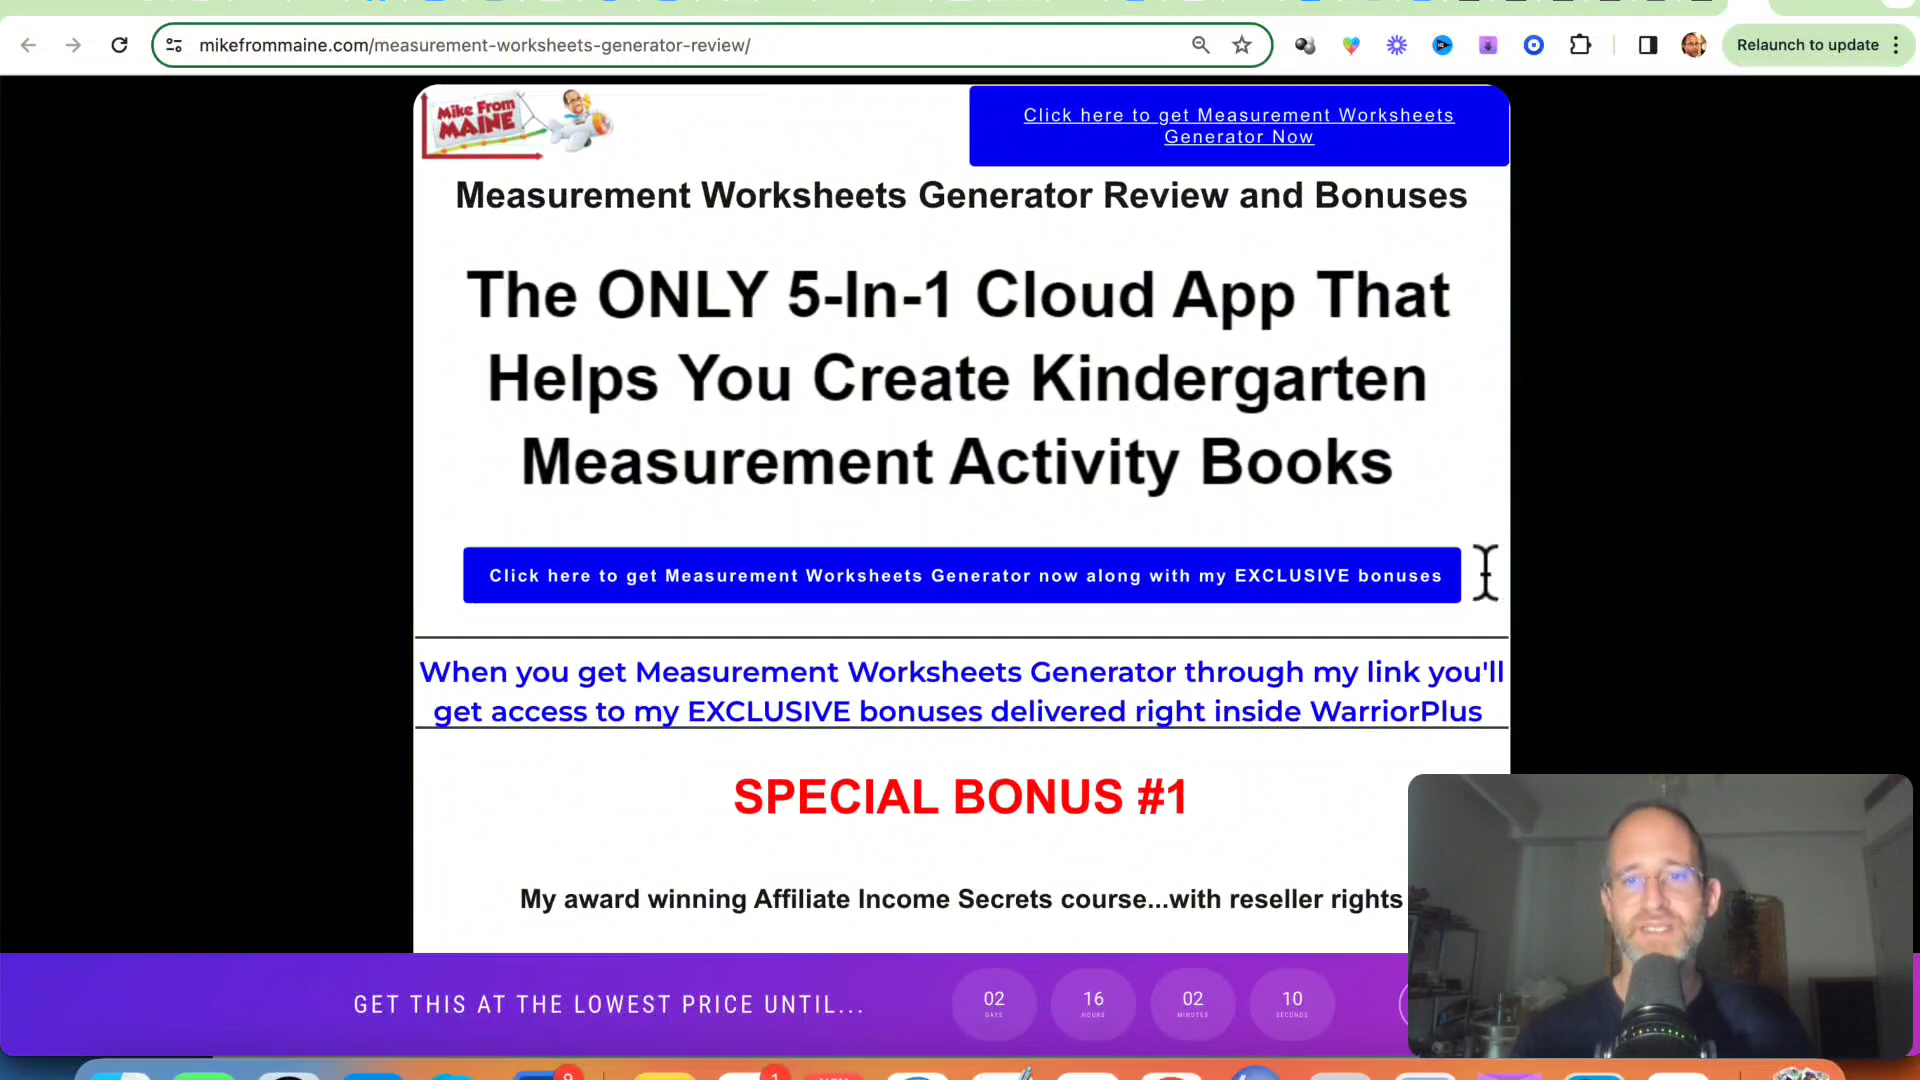 mikefrommaine.com/measurement-worksheets-generator-review/
Relaunch to update
Mike From
MAINE
Click here to get Measurement Worksheets
Generator Now
Measurement Worksheets Generator Review and Bonuses
The ONLY 5-In-1 Cloud App That
Helps You Create Kindergarten
Measurement Activity Books
Click here to get Measurement Worksheets Generator now along with my EXCLUSIVE bonuses
When you get Measurement Worksheets Generator through my link you'll
get access to my EXCLUSIVE bonuses delivered right inside WarriorPlus
SPECIAL BONUS #1
My award winning Affiliate Income Secrets course...with reseller rights
GET THIS AT THE LOWEST PRICE UNTIL...
02 16 02 10
DAYS HOURS MINUTES SECONDS